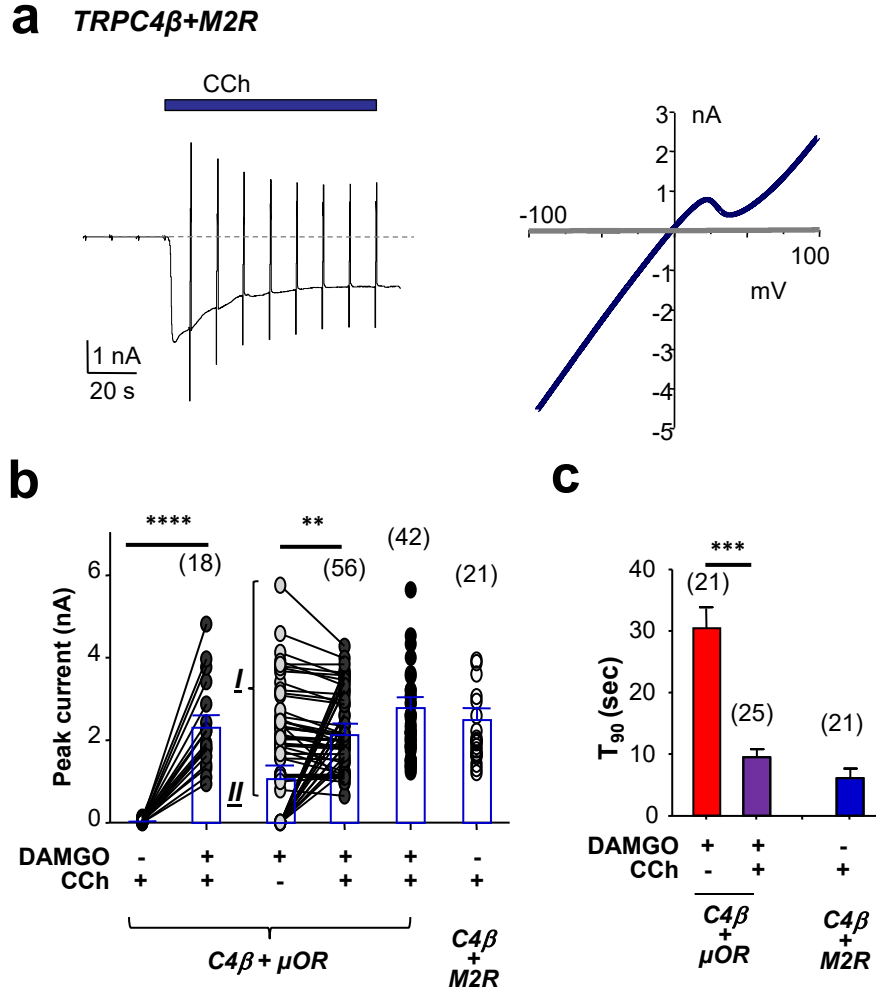 a TRPC4β+M2R
CCh
1 nA
20 s
3 nA
2
1
-100
100
mV
-1
-2
-3
-4
-5
b
Peak current (nA)
6
4
2
0
****
(18)
**
(56)
(42)
(21)
I
II
DAMGO - + + + + -
CCh + + - + + +
C4β + μOR
C4β
+
M2R
c
T90 (sec)
40
30
20
10
0
***
(21)
(25)
(21)
DAMGO + + -
CCh - + +
C4β
+
μOR
C4β
+
M2R